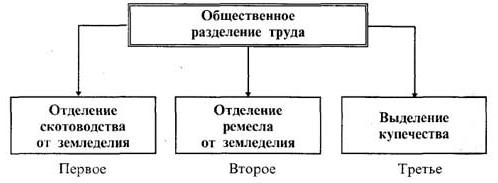 Общественное
разделение труда
Отделение
скотоводства
от земледелия
Отделение
ремесла
от земледелия
Выделение
купечества
Первое
Второе
Третье